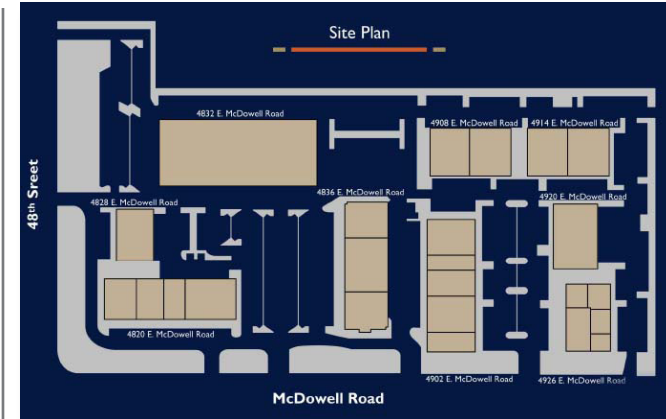 Site Plan
4832 E. McDowell Road
4908 E. McDowell Road
4914 E. McDowell Road
4836 E. McDowell Road
4828 E. McDowell Road
4920 E. McDowell Road
48th Sreet
4820 E. McDowell Road
4902 E. McDowell Road
4926 E. McDowell Road
McDowell Road